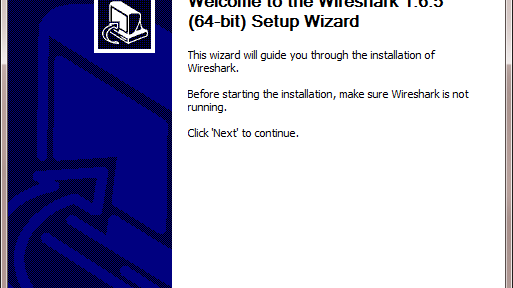 Welcome to the Wireshark 1.6.5
(64-bit) Setup Wizard
This wizard will guide you through the installation of
Wireshark.
Before starting the installation, make sure Wireshark is not
running.
Click 'Next' to continue.